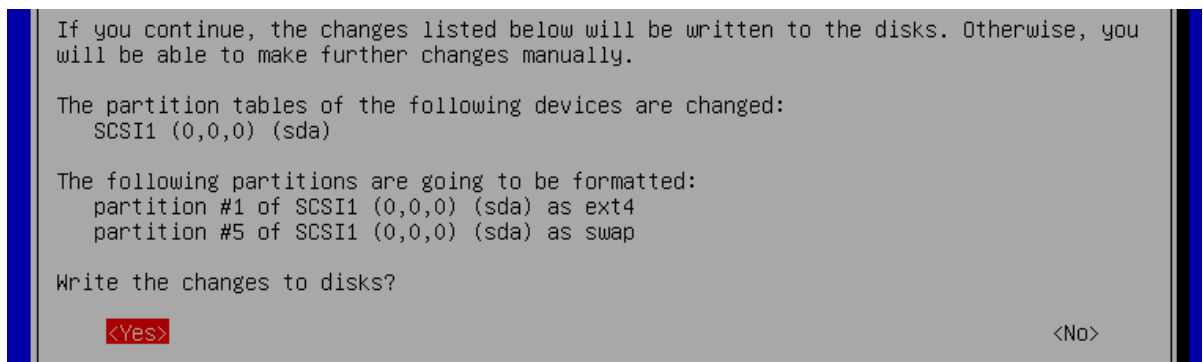 If you continue, the changes listed below will be written to the disks. Otherwise, you
will be able to make further changes manually.
The partition tables of the following devices are changed:
SCSI1 (0,0,0) (sda)
The following partitions are going to be formatted:
partition #1 of SCSI1 (0,0,0) (sda) as ext4
partition #5 of SCSI1 (0,0,0) (sda) as swap
Write the changes to disks?
<Yes> <No>